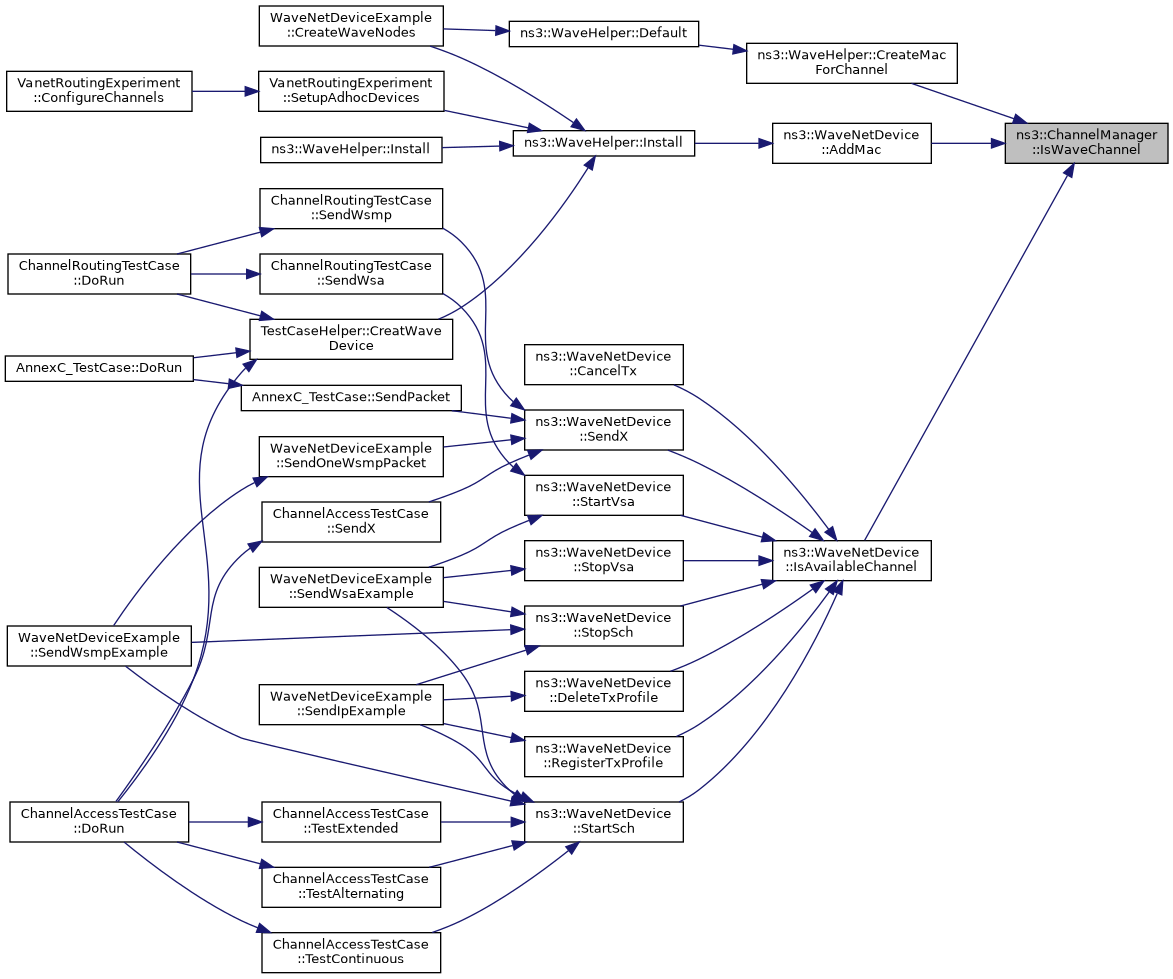 WaveNetDeviceExample
::CreateWaveNodes
ns3::WaveHelper::Default
ns3::WaveHelper::CreateMac
ForChannel
VanetRoutingExperiment
::ConfigureChannels
VanetRoutingExperiment
::SetupAdhocDevices
ns3::WaveHelper::Install
ns3::WaveHelper::Install
ns3::WaveNetDevice
::AddMac
ns3::ChannelManager
::IsWaveChannel
ChannelRoutingTestCase
::SendWsmp
ChannelRoutingTestCase
::DoRun
ChannelRoutingTestCase
::SendWsa
TestCaseHelper::CreatWave
Device
AnnexC_TestCase::DoRun
ns3::WaveNetDevice
::CancelTx
AnnexC_TestCase::SendPacket
ns3::WaveNetDevice
::SendX
WaveNetDeviceExample
::SendOneWsmpPacket
ns3::WaveNetDevice
::StartVsa
ChannelAccessTestCase
::SendX
ns3::WaveNetDevice
::StopVsa
ns3::WaveNetDevice
::IsAvailableChannel
WaveNetDeviceExample
::SendWsaExample
ns3::WaveNetDevice
::StopSch
WaveNetDeviceExample
::SendWsmpExample
WaveNetDeviceExample
::SendIpExample
ns3::WaveNetDevice
::DeleteTxProfile
ns3::WaveNetDevice
::RegisterTxProfile
ChannelAccessTestCase
::DoRun
ChannelAccessTestCase
::TestExtended
ns3::WaveNetDevice
::StartSch
ChannelAccessTestCase
::TestAlternating
ChannelAccessTestCase
::TestContinuous